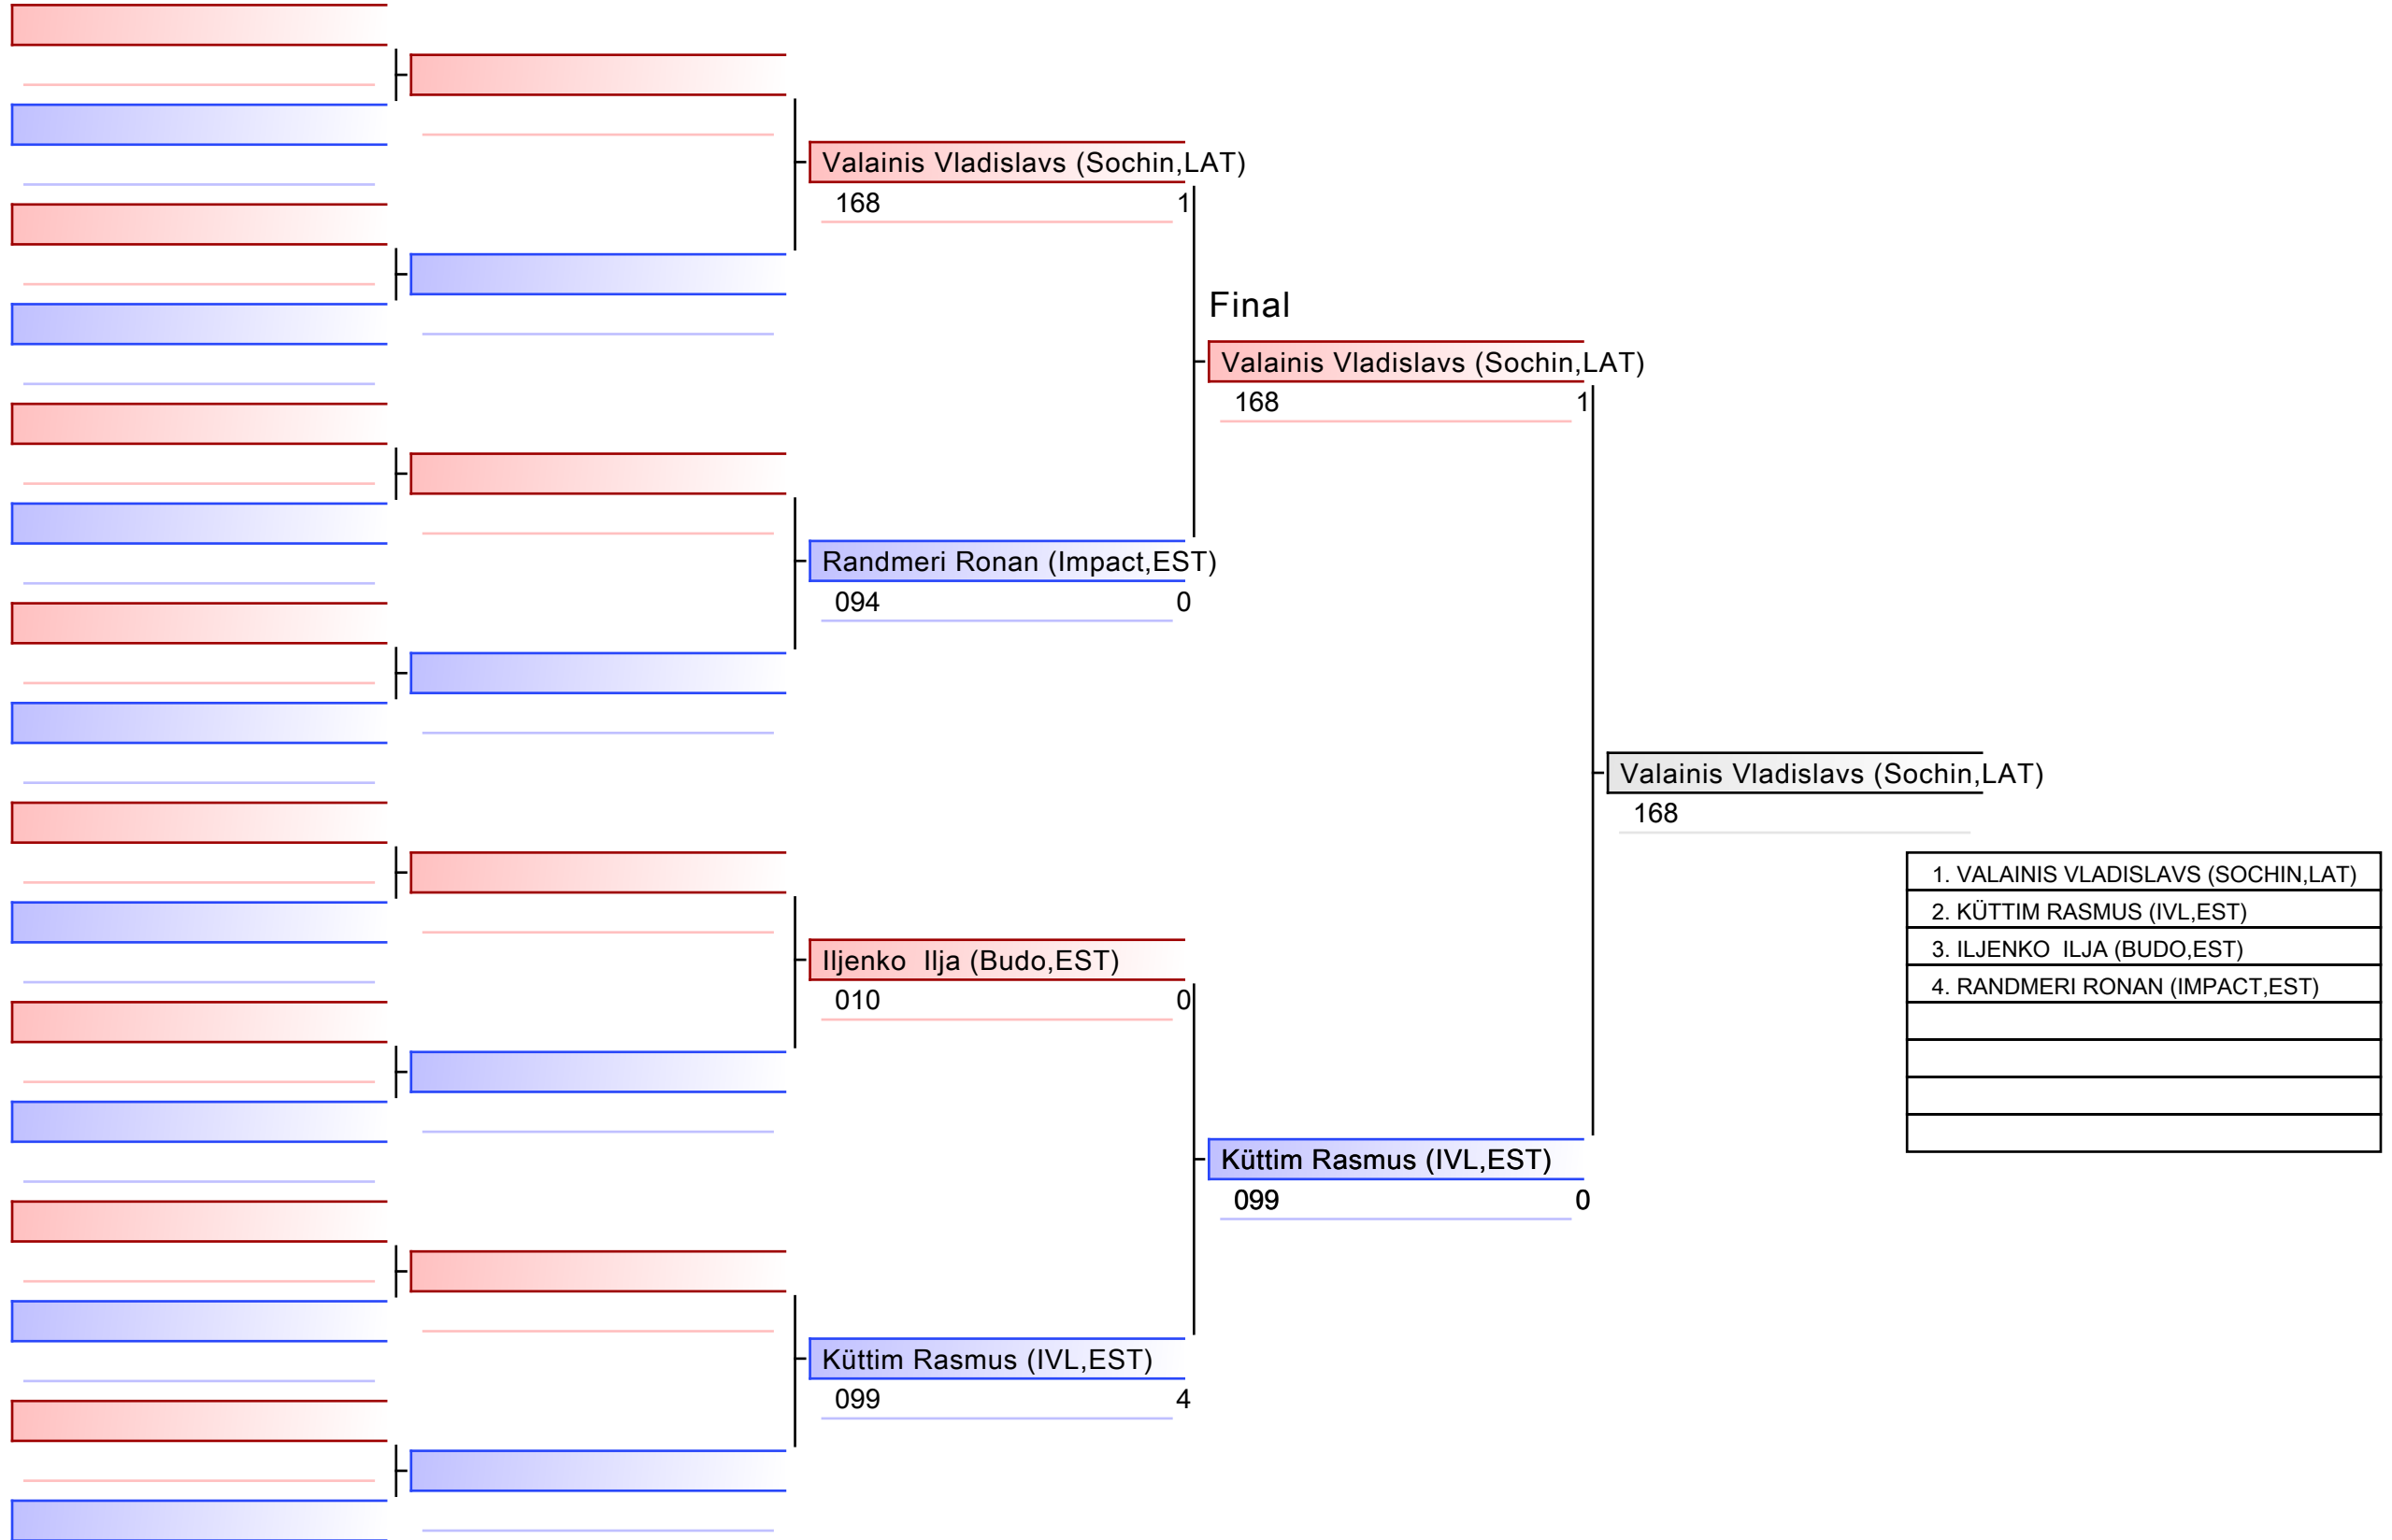 Valainis Vladislavs (Sochin,LAT)
168 1
Final
Valainis Vladislavs (Sochin,LAT)
168 1
Randmeri Ronan (Impact,EST)
094 0
Valainis Vladislavs (Sochin,LAT)
168
1. VALAINIS VLADISLAVS (SOCHIN,LAT)
2. KÜTTIM RASMUS (IVL,EST)
3. ILJENKO  ILJA (BUDO,EST)
4. RANDMERI RONAN (IMPACT,EST)
Iljenko  Ilja (Budo,EST)
010 0
Küttim Rasmus (IVL,EST)
099 0
Küttim Rasmus (IVL,EST)
099 4